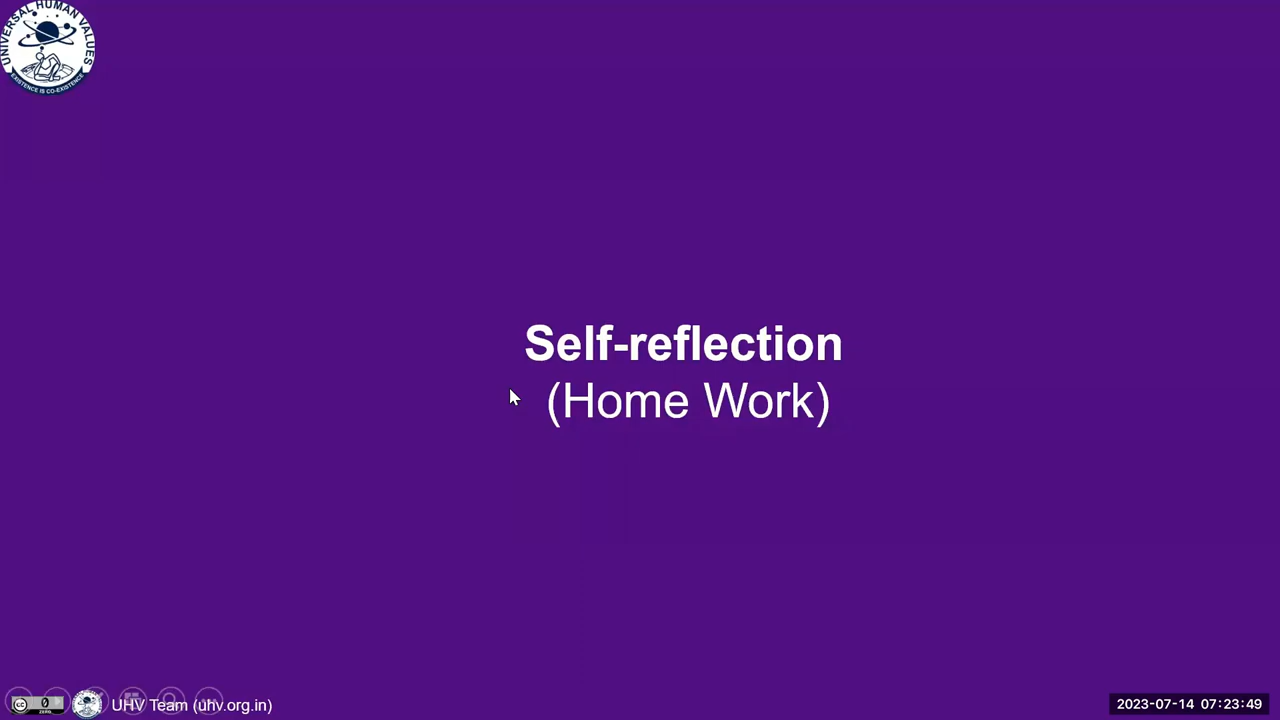 UNIVERSAL HUMAN VALUES
EXISTENCE IS CO-EXISTENCE
Self-reflection
(Home Work)
UHV Team (uhv.org.in)
2023-07-14 07:23:49